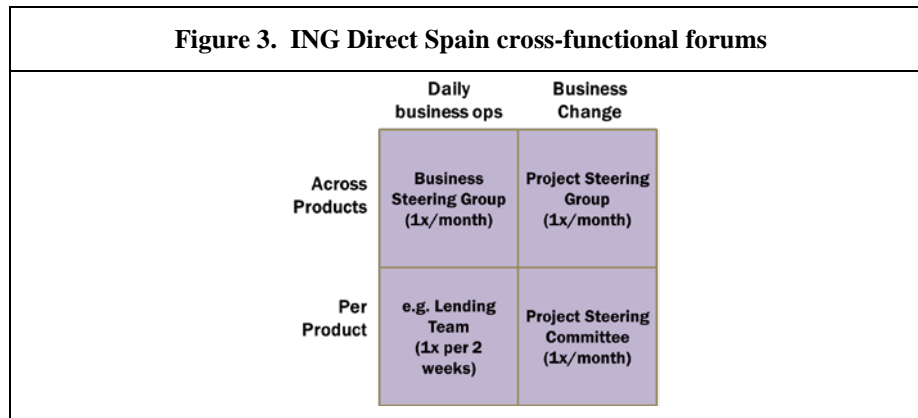 Figure 3. ING Direct Spain cross-functional forums
Daily
business ops
Business
Change
Across
Products
Business
Steering Group
(1x/month)
Project Steering
Group
(1x/month)
Per
Product
e.g. Lending
Team
(1x per 2
weeks)
Project Steering
Committee
(1x/month)